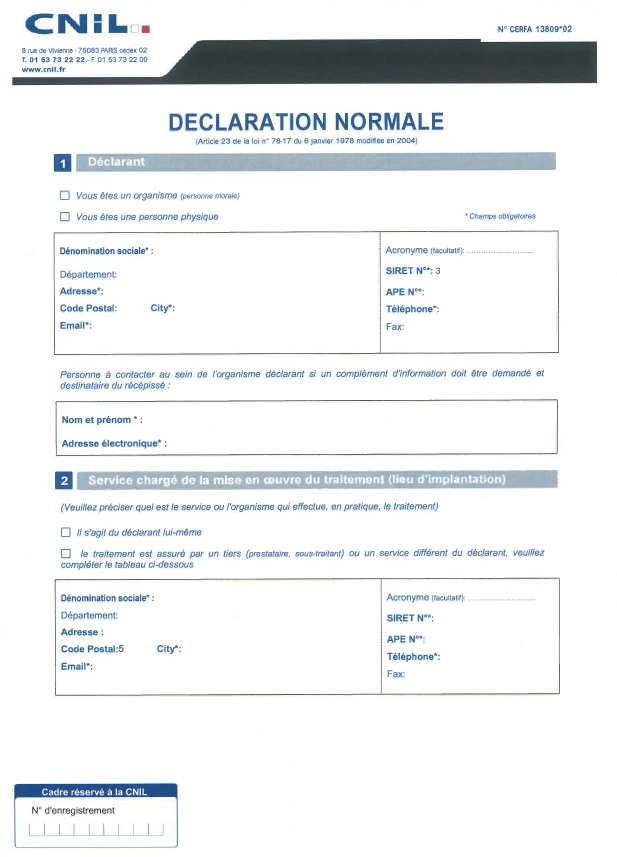 CNIL
N° CERFA 13809*02
8 rue de Vivienne - 75083 PARIS cedex 02
T. 01 53 73 22 22 - F. 01 53 73 22 00
www.cnil.fr
DECLARATION NORMALE
(Article 23 de la loi n° 78-17 du 6 janvier 1978 modifiée en 2004)
1 Déclarant
Vous êtes un organisme (personne morale)
Vous êtes une personne physique
* Champs obligatoires
Dénomination sociale* :
Acronyme (facultatif): ............................
Département:
SIRET N°*: 3
Adresse*:
APE N°*:
Code Postal: City*:
Téléphone*:
Email*:
Fax:
Personne à contacter au sein de l'organisme déclarant si un complément d'information doit être demandé et
destinataire du récépissé :
Nom et prénom * :
Adresse électronique* :
2 Service chargé de la mise en œuvre du traitement (lieu d'implantation)
(Veuillez préciser quel est le service ou l'organisme qui effectue, en pratique, le traitement)
Il s'agit du déclarant lui-même
le traitement est assuré par un tiers (prestataire, sous-traitant) ou un service différent du déclarant, veuillez
compléter le tableau ci-dessous
Dénomination sociale* :
Acronyme (facultatif): ............................
Département:
SIRET N°*:
Adresse :
APE N°*:
Code Postal:5 City*:
Téléphone*:
Email*:
Fax:
Cadre réservé à la CNIL
N° d'enregistrement